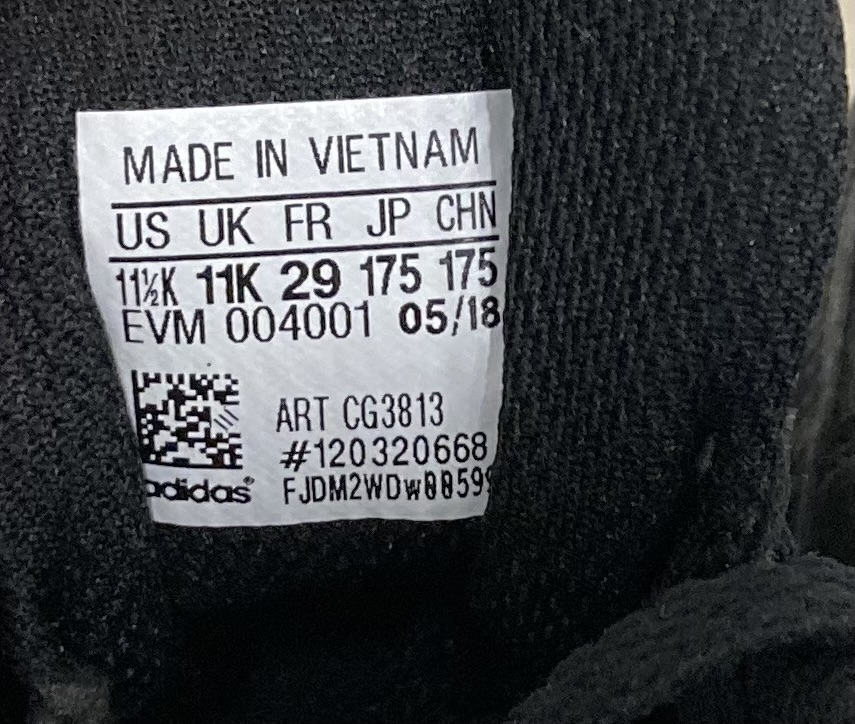 MADE IN VIETNAM
US UK FR JP CHN
11½K 11K 29 175 175
EVM 004001 05/18
ART CG3813
#120320668
adidas®